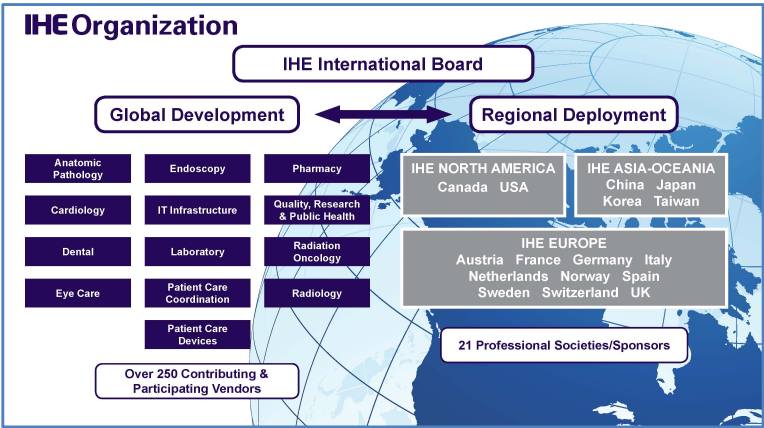 IHE Organization
IHE International Board
Global Development
Regional Deployment
Anatomic
Pathology
Endoscopy
Pharmacy
Cardiology
IT Infrastructure
Quality, Research
& Public Health
Dental
Laboratory
Radiation
Oncology
Eye Care
Patient Care
Coordination
Radiology
Patient Care
Devices
Over 250 Contributing &
Participating Vendors
IHE NORTH AMERICA
Canada USA
IHE ASIA-OCEANIA
China Japan
Korea Taiwan
IHE EUROPE
Austria France Germany Italy
Netherlands Norway Spain
Sweden Switzerland UK
21 Professional Societies/Sponsors